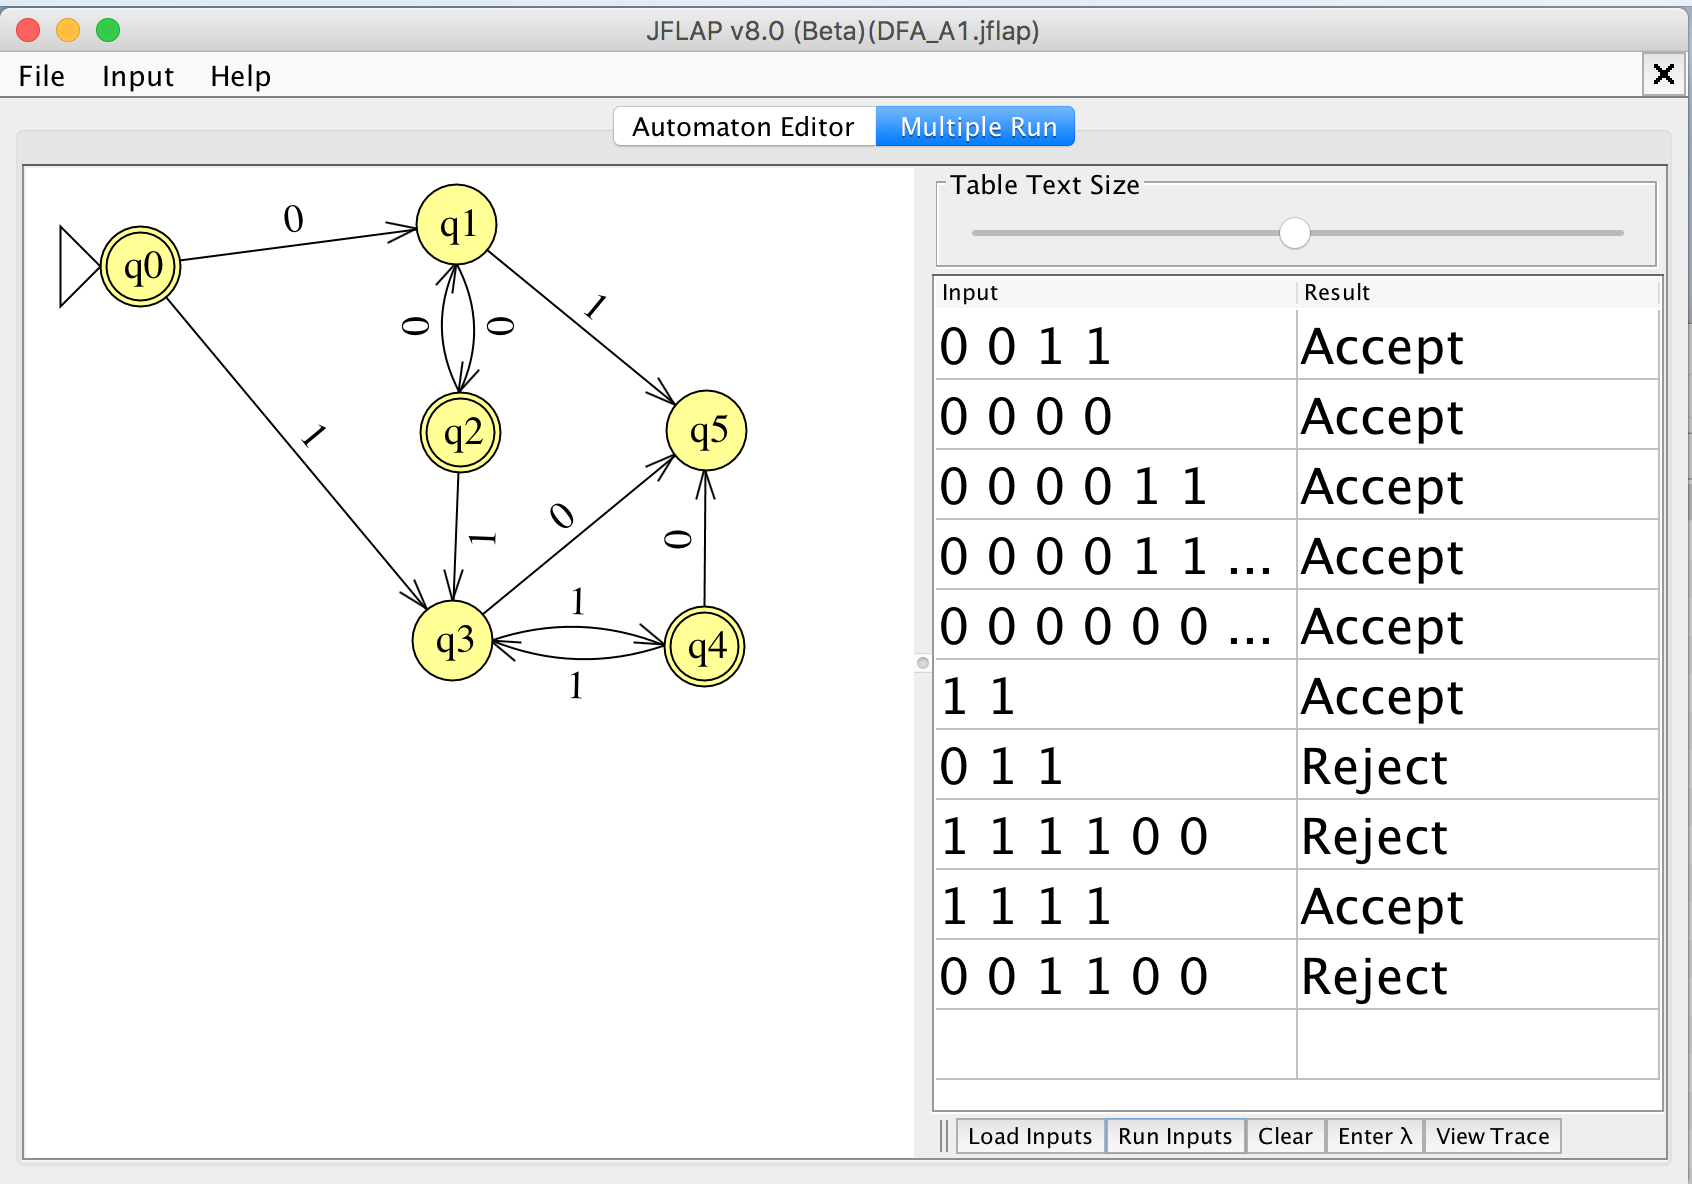 JFLAP v8.0 (Beta)(DFA_A1.jflap)
File Input Help
Automaton Editor Multiple Run
q0
0
q1
1
0
0
1
q2
q5
1
0
0
q3
1
1
q4
Table Text Size
Input Result
0 0 1 1 Accept
0 0 0 0 Accept
0 0 0 0 1 1 Accept
0 0 0 0 1 1 ... Accept
0 0 0 0 0 0 ... Accept
1 1 Accept
0 1 1 Reject
1 1 1 1 0 0 Reject
1 1 1 1 Accept
0 0 1 1 0 0 Reject
Load Inputs Run Inputs Clear Enter λ View Trace